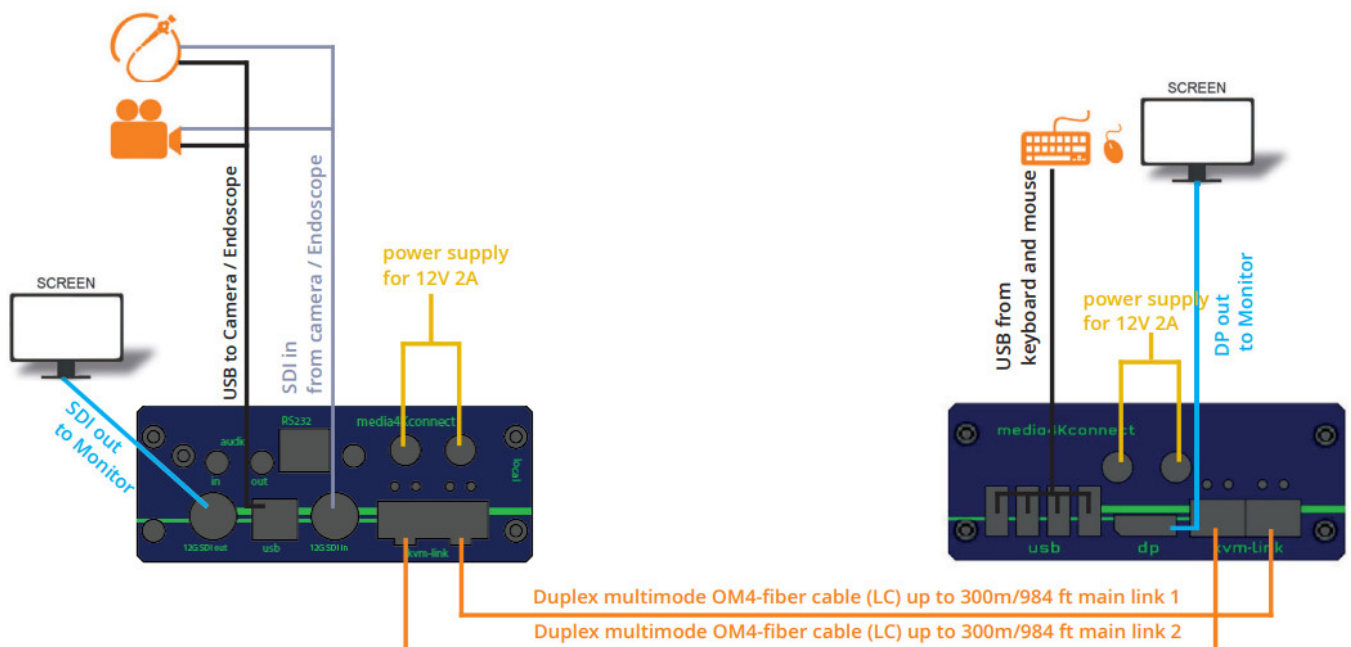 SCREEN
SCREEN
USB to Camera / Endoscope
SDI in
from camera / Endoscope
power supply
for 12V 2A
SDI out
to Monitor
USB from
keyboard and mouse
power supply
for 12V 2A
DP out
to Monitor
RS232
media4Kconnect
audio
in
out
local
12G SDI out
usb
12G SDI in
kvm-link
media4Kconnect
usb
dp
kvm-link
Duplex multimode OM4-fiber cable (LC) up to 300m/984 ft main link 1
Duplex multimode OM4-fiber cable (LC) up to 300m/984 ft main link 2